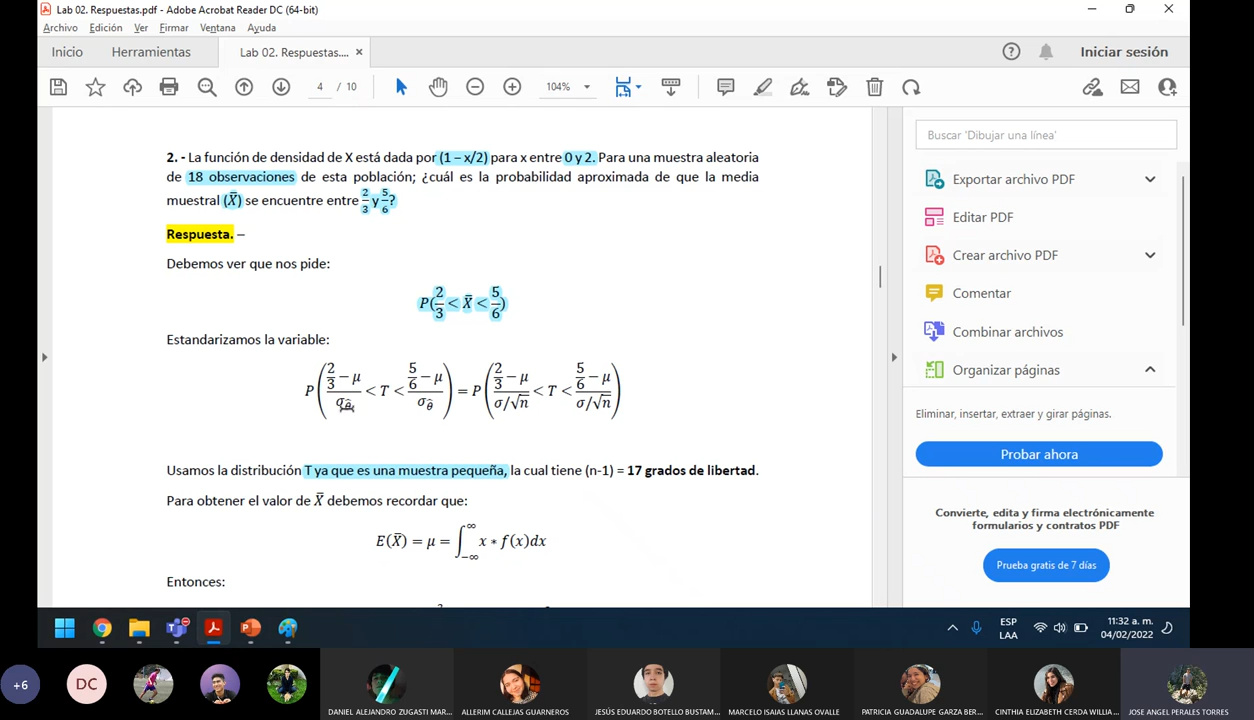 Lab 02. Respuestas.pdf - Adobe Acrobat Reader DC (64-bit)
Archivo Edición Ver Firmar Ventana Ayuda
Inicio Herramientas Lab 02. Respuestas.... × Iniciar sesión
4 / 10 104%
2. - La función de densidad de X está dada por (1 – x/2) para x entre 0 y 2. Para una muestra aleatoria
de 18 observaciones de esta población; ¿cuál es la probabilidad aproximada de que la media
muestral (X̄) se encuentre entre 2/3 y 5/6?
Respuesta. –
Debemos ver que nos pide:
P(2/3 < X̄ < 5/6)
Estandarizamos la variable:
P((2/3 − μ)/σ_θ̂ < T < (5/6 − μ)/σ_θ̂) = P((2/3 − μ)/(σ/√n) < T < (5/6 − μ)/(σ/√n))
Usamos la distribución T ya que es una muestra pequeña, la cual tiene (n-1) = 17 grados de libertad.
Para obtener el valor de X̄ debemos recordar que:
E(X̄) = μ = ∫_−∞^∞ x ∗ f(x)dx
Entonces:
Buscar 'Dibujar una línea'
Exportar archivo PDF
Editar PDF
Crear archivo PDF
Comentar
Combinar archivos
Organizar páginas
Eliminar, insertar, extraer y girar páginas.
Probar ahora
Convierte, edita y firma electrónicamente
formularios y contratos PDF
Prueba gratis de 7 días
ESP
LAA
11:32 a. m.
04/02/2022
+6 DC
DANIEL ALEJANDRO ZUGASTI MAR... ALLERIM CALLEJAS GUARNEROS JESÚS EDUARDO BOTELLO BUSTAM... MARCELO ISAIAS LLANAS OVALLE PATRICIA GUADALUPE GARZA BER... CINTHIA ELIZABETH CERDA WILLIA... JOSE ANGEL PERALES TORRES